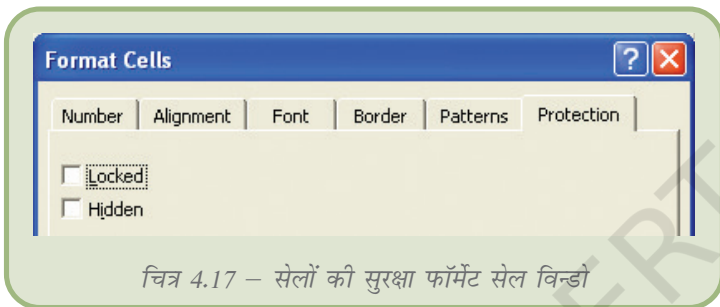 Format Cells
Number Alignment Font Border Patterns Protection
Locked
Hidden
चित्र 4.17 – सेलों की सुरक्षा फॉर्मेट सेल विन्डो